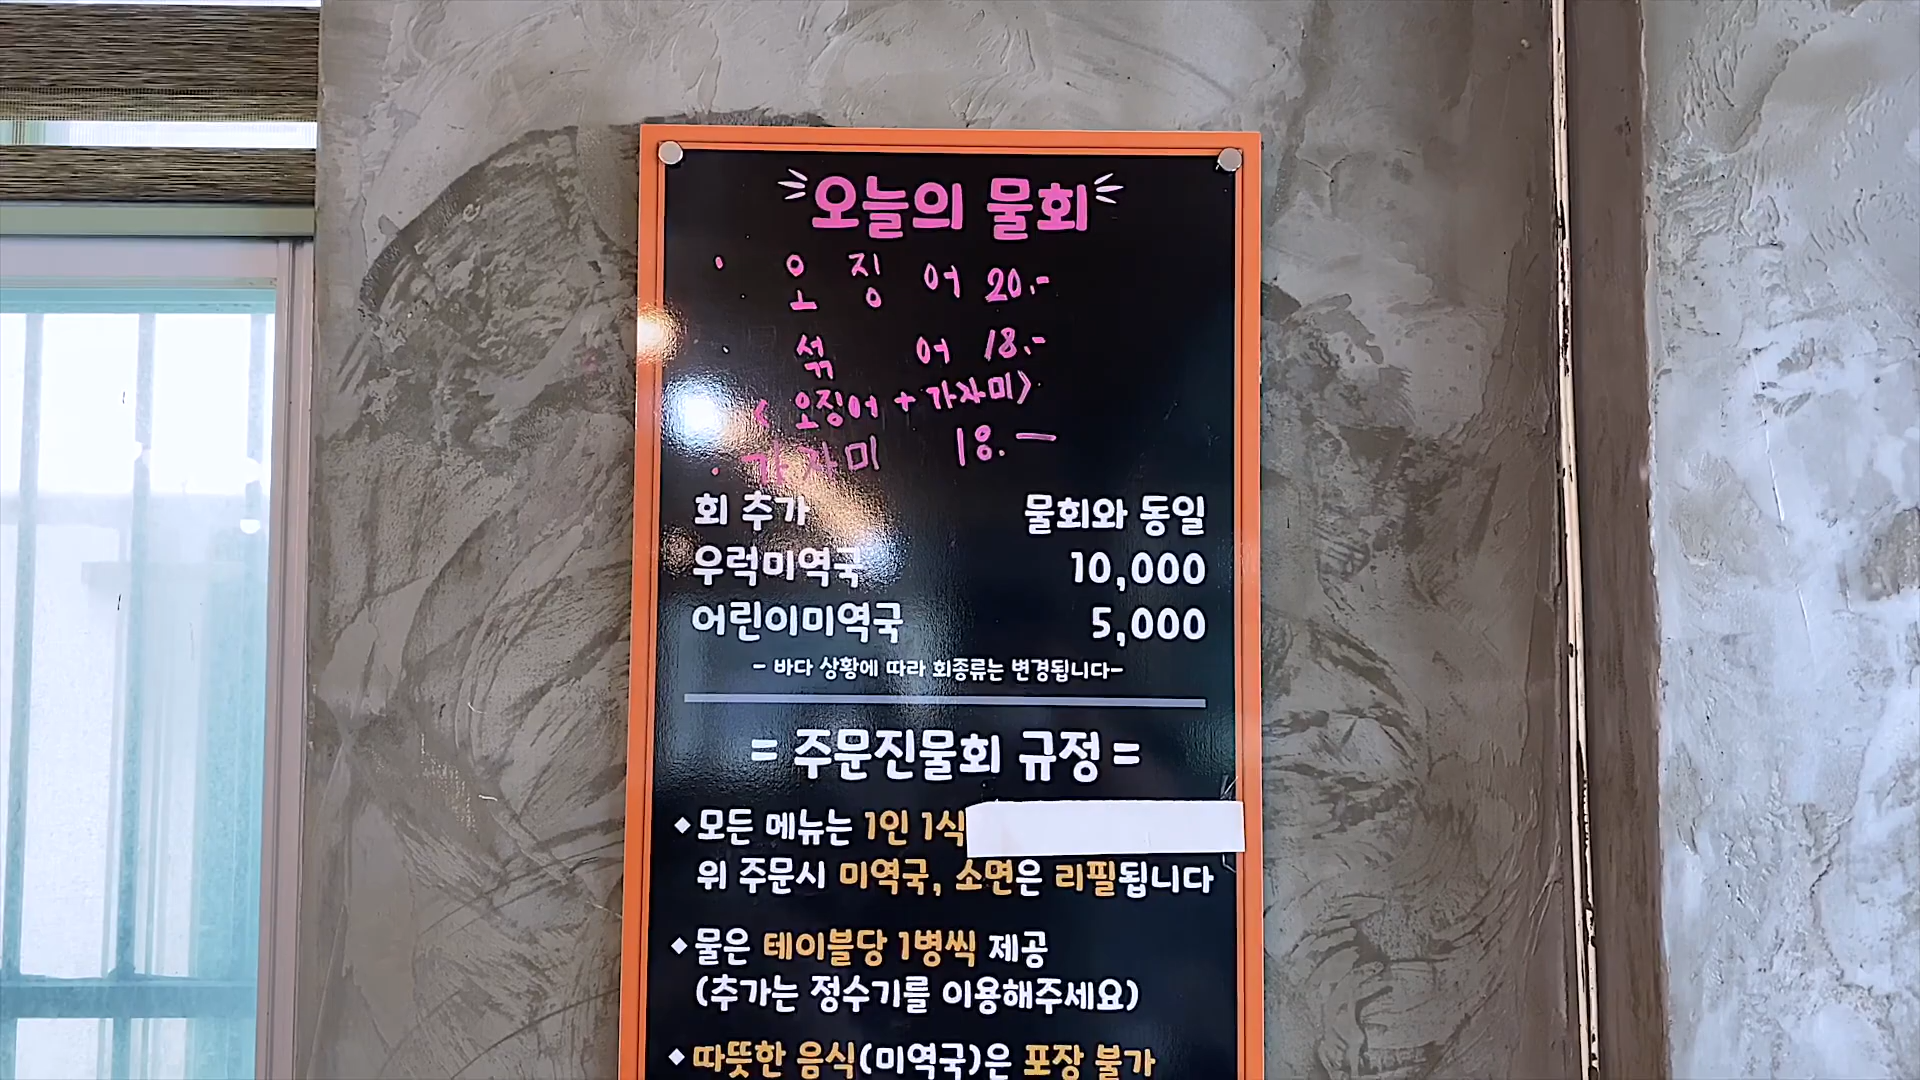 오늘의 물회
· 오징어 20.-
· 섞어 18.-
< 오징어 + 가자미>
· 가자미 18.-
회 추가 물회와 동일
우럭미역국 10,000
어린이미역국 5,000
- 바다 상황에 따라 회종류는 변경됩니다-
= 주문진물회 규정 =
◆모든 메뉴는 1인 1식
위 주문시 미역국, 소면은 리필됩니다
◆물은 테이블당 1병씩 제공
(추가는 정수기를 이용해주세요)
◆따뜻한 음식(미역국)은 포장 불가